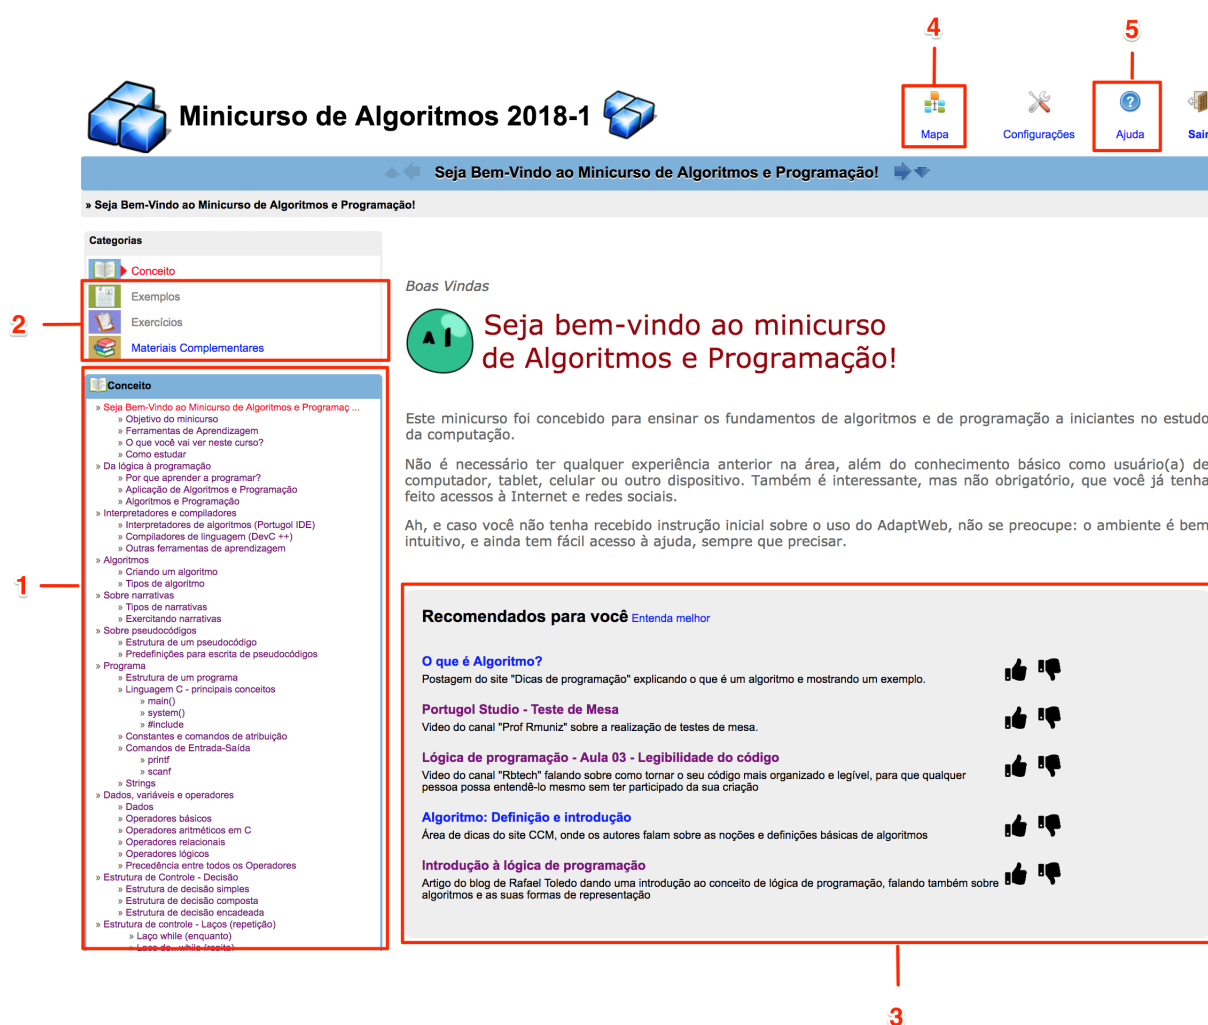 4
5
Minicurso de Algoritmos 2018-1
Mapa
Configurações
Ajuda
Sair
Seja Bem-Vindo ao Minicurso de Algoritmos e Programação!
» Seja Bem-Vindo ao Minicurso de Algoritmos e Programação!
Categorias
Conceito
Exemplos
Exercícios
Materiais Complementares
2
Conceito
» Seja Bem-Vindo ao Minicurso de Algoritmos e Programaç ...
» Objetivo do minicurso
» Ferramentas de Aprendizagem
» O que você vai ver neste curso?
» Como estudar
» Da lógica à programação
» Por que aprender a programar?
» Aplicação de Algoritmos e Programação
» Algoritmos e Programação
» Interpretadores e compiladores
» Interpretadores de algoritmos (Portugol IDE)
» Compiladores de linguagem (DevC ++)
» Outras ferramentas de aprendizagem
» Algoritmos
» Criando um algoritmo
» Tipos de algoritmo
» Sobre narrativas
» Tipos de narrativas
» Exercitando narrativas
» Sobre pseudocódigos
» Estrutura de um pseudocódigo
» Predefinições para escrita de pseudocódigos
» Programa
» Estrutura de um programa
» Linguagem C - principais conceitos
» main()
» system()
» #include
» Constantes e comandos de atribuição
» Comandos de Entrada-Saída
» printf
» scanf
» Strings
» Dados, variáveis e operadores
» Dados
» Operadores básicos
» Operadores aritméticos em C
» Operadores relacionais
» Operadores lógicos
» Precedência entre todos os Operadores
» Estrutura de Controle - Decisão
» Estrutura de decisão simples
» Estrutura de decisão composta
» Estrutura de decisão encadeada
» Estrutura de controle - Laços (repetição)
» Laço while (enquanto)
» Laço do...while (repita)
1
Boas Vindas
A I
Seja bem-vindo ao minicurso
de Algoritmos e Programação!
Este minicurso foi concebido para ensinar os fundamentos de algoritmos e de programação a iniciantes no estudo
da computação.
Não é necessário ter qualquer experiência anterior na área, além do conhecimento básico como usuário(a) de
computador, tablet, celular ou outro dispositivo. Também é interessante, mas não obrigatório, que você já tenha
feito acessos à Internet e redes sociais.
Ah, e caso você não tenha recebido instrução inicial sobre o uso do AdaptWeb, não se preocupe: o ambiente é bem
intuitivo, e ainda tem fácil acesso à ajuda, sempre que precisar.
Recomendados para você Entenda melhor
O que é Algoritmo?
Postagem do site "Dicas de programação" explicando o que é um algoritmo e mostrando um exemplo.
Portugol Studio - Teste de Mesa
Video do canal "Prof Rmuniz" sobre a realização de testes de mesa.
Lógica de programação - Aula 03 - Legibilidade do código
Video do canal "Rbtech" falando sobre como tornar o seu código mais organizado e legível, para que qualquer
pessoa possa entendê-lo mesmo sem ter participado da sua criação
Algoritmo: Definição e introdução
Área de dicas do site CCM, onde os autores falam sobre as noções e definições básicas de algoritmos
Introdução à lógica de programação
Artigo do blog de Rafael Toledo dando uma introdução ao conceito de lógica de programação, falando também sobre
algoritmos e as suas formas de representação
3